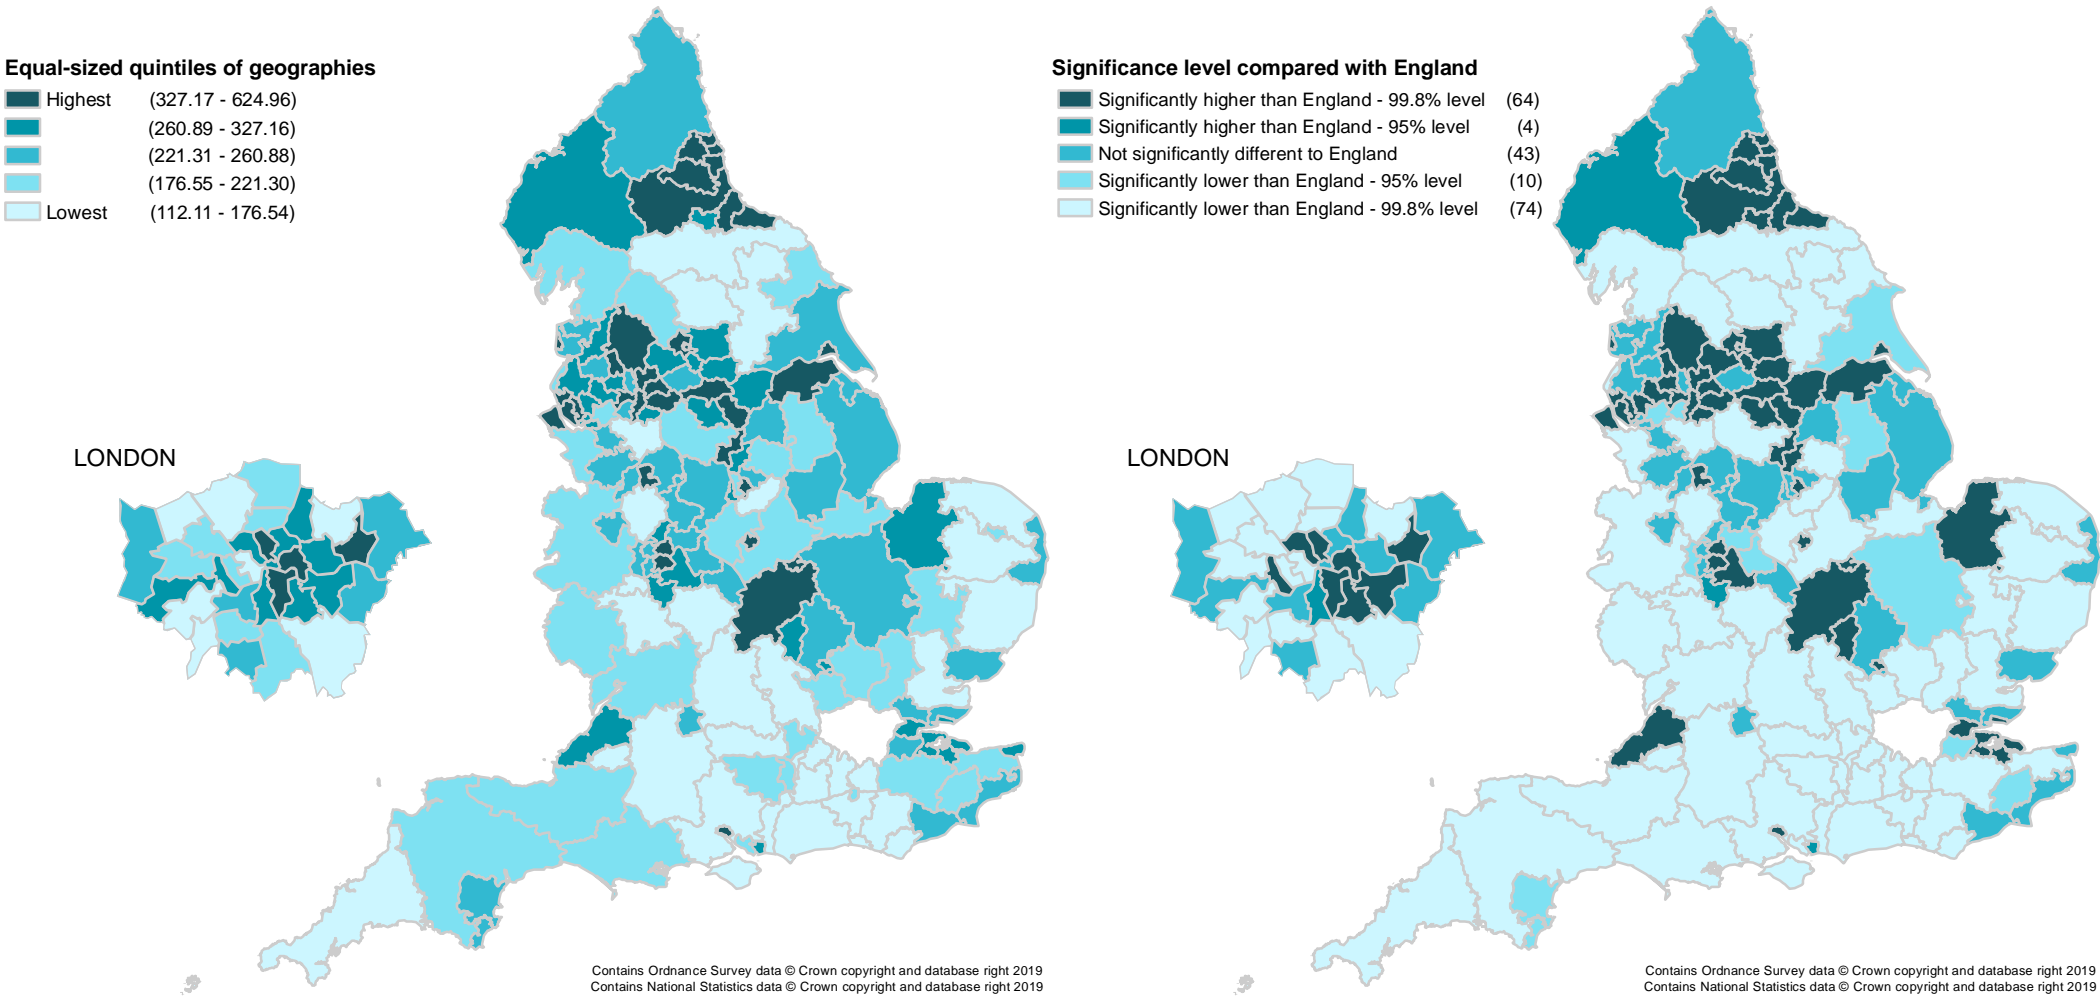 Equal-sized quintiles of geographies
Highest (327.17 - 624.96)
(260.89 - 327.16)
(221.31 - 260.88)
(176.55 - 221.30)
Lowest (112.11 - 176.54)
LONDON
Contains Ordnance Survey data © Crown copyright and database right 2019
Contains National Statistics data © Crown copyright and database right 2019
Significance level compared with England
Significantly higher than England - 99.8% level (64)
Significantly higher than England - 95% level (4)
Not significantly different to England (43)
Significantly lower than England - 95% level (10)
Significantly lower than England - 99.8% level (74)
LONDON
Contains Ordnance Survey data © Crown copyright and database right 2019
Contains National Statistics data © Crown copyright and database right 2019